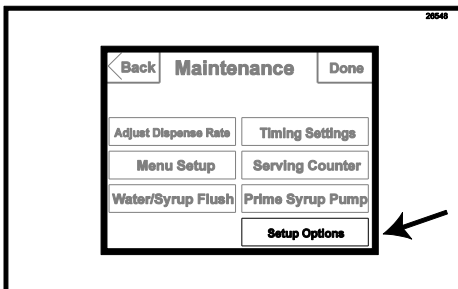 26548
Back Maintenance Done
Adjust Dispense Rate Timing Settings
Menu Setup Serving Counter
Water/Syrup Flush Prime Syrup Pump
Setup Options